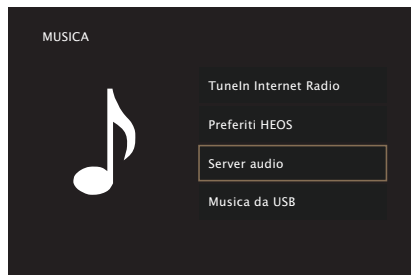 MUSICA
TuneIn Internet Radio
Preferiti HEOS
Server audio
Musica da USB